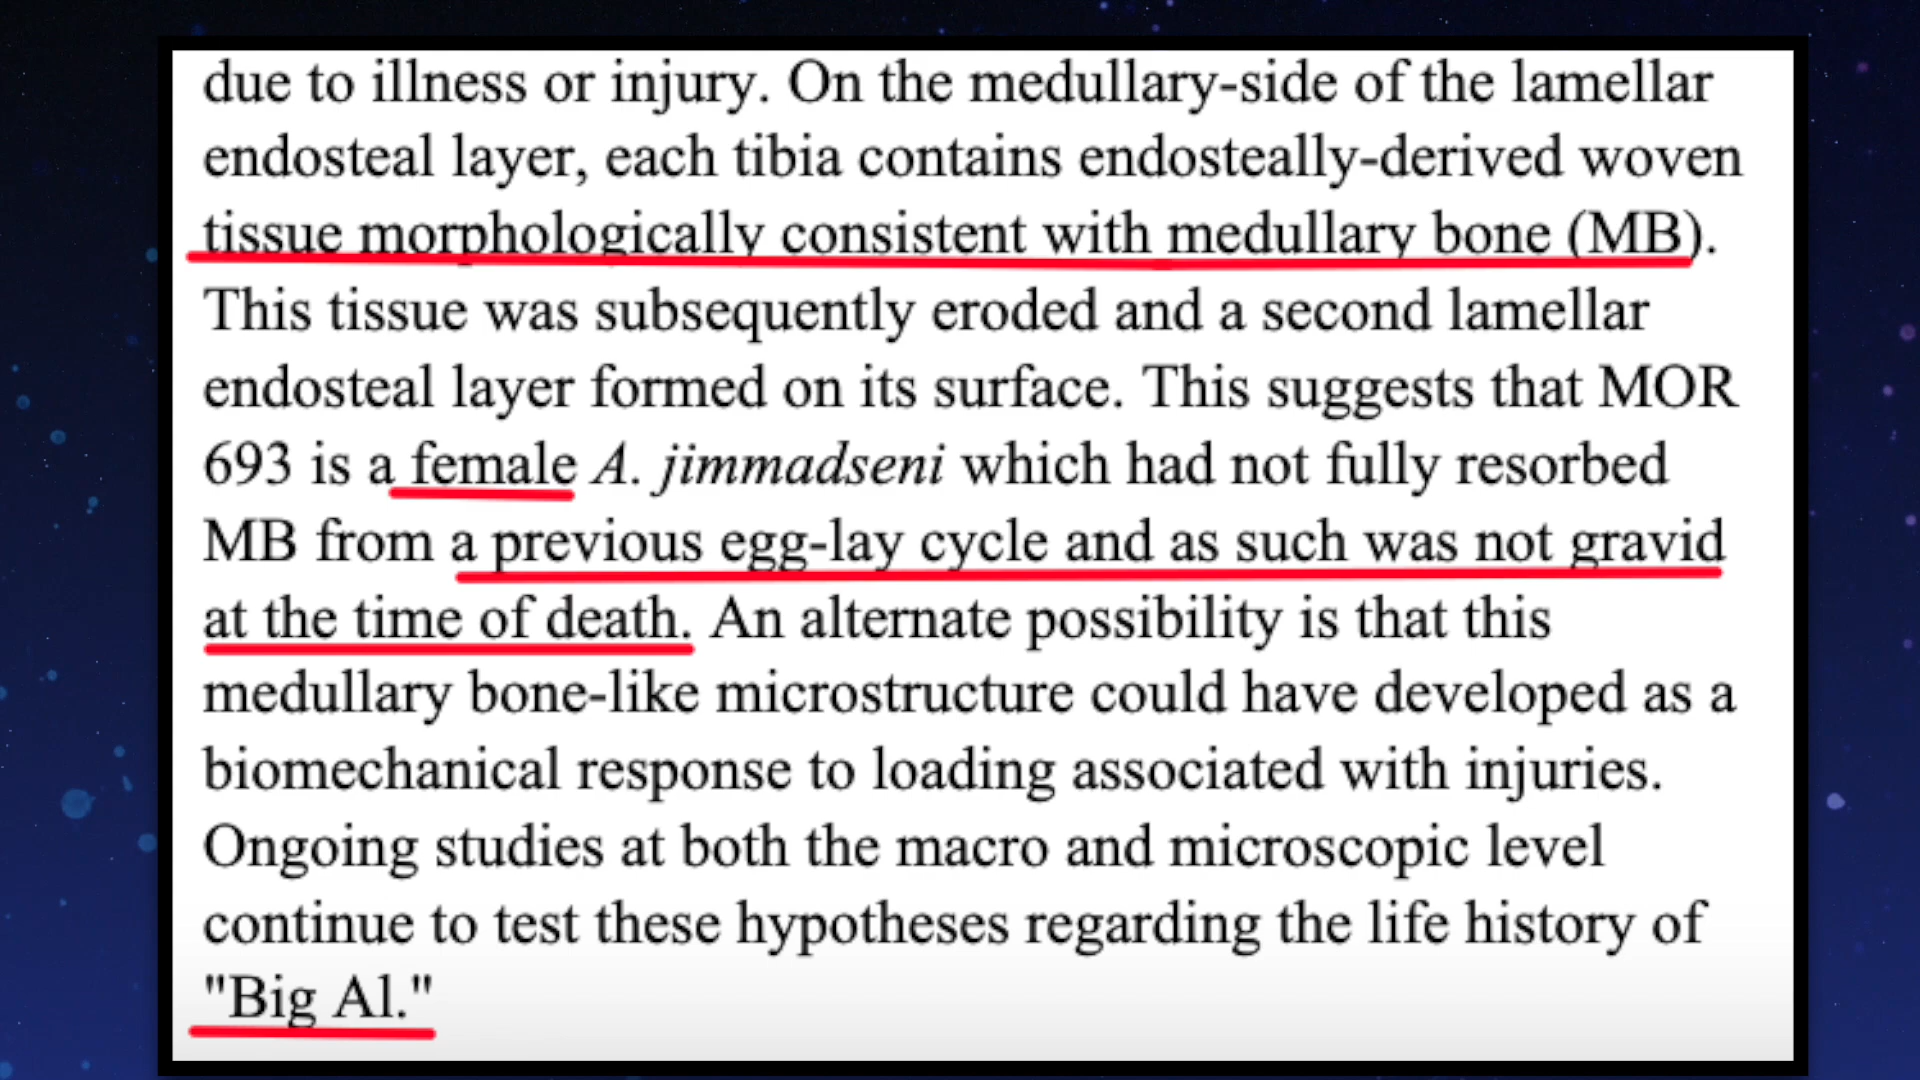 due to illness or injury. On the medullary-side of the lamellar
endosteal layer, each tibia contains endosteally-derived woven
tissue morphologically consistent with medullary bone (MB).
This tissue was subsequently eroded and a second lamellar
endosteal layer formed on its surface. This suggests that MOR
693 is a female A. jimmadseni which had not fully resorbed
MB from a previous egg-lay cycle and as such was not gravid
at the time of death. An alternate possibility is that this
medullary bone-like microstructure could have developed as a
biomechanical response to loading associated with injuries.
Ongoing studies at both the macro and microscopic level
continue to test these hypotheses regarding the life history of
"Big Al."